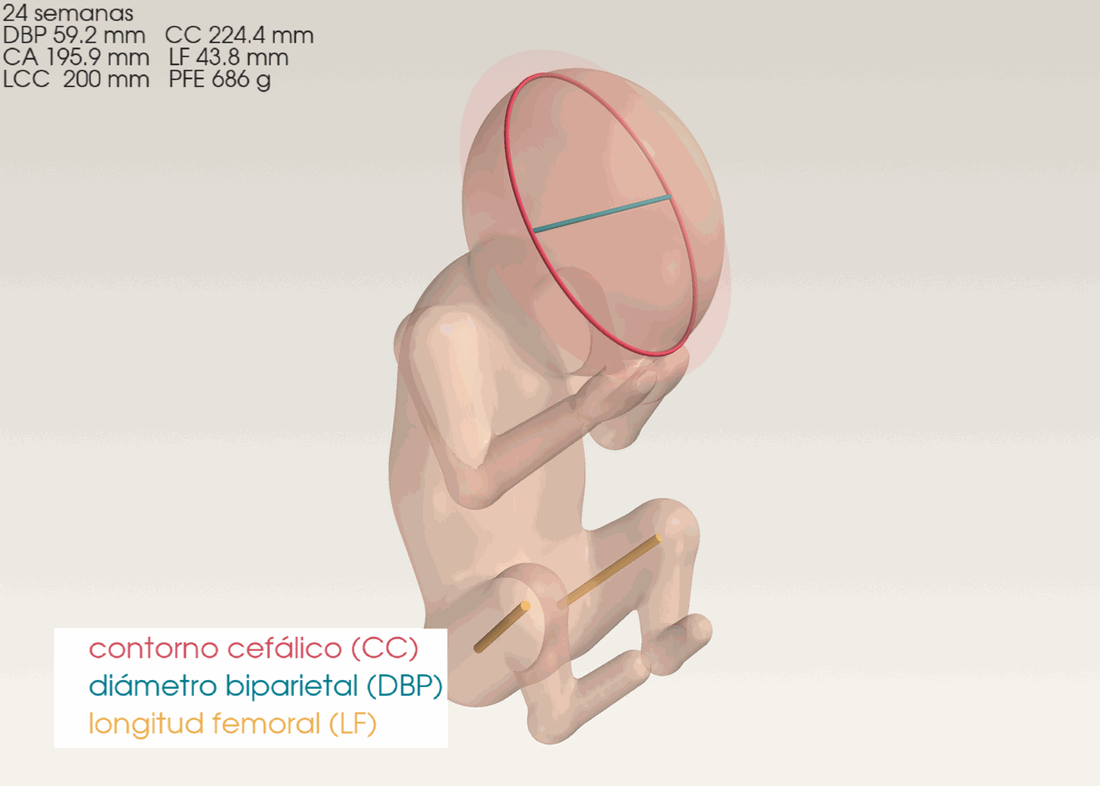 24 semanas
DBP 59.2 mm CC 224.4 mm
CA 195.9 mm LF 43.8 mm
LCC 200 mm PFE 686 g
contorno cefálico (CC)
diámetro biparietal (DBP)
longitud femoral (LF)